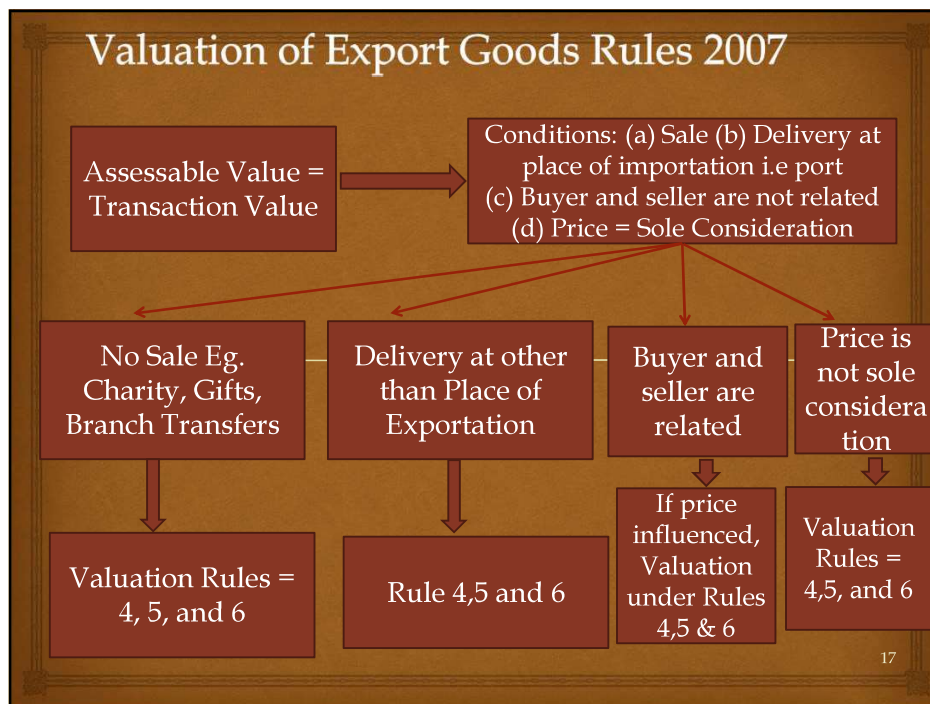 Valuation of Export Goods Rules 2007
Assessable Value =
Transaction Value
Conditions: (a) Sale (b) Delivery at
place of importation i.e port
(c) Buyer and seller are not related
(d) Price = Sole Consideration
No Sale Eg.
Charity, Gifts,
Branch Transfers
Delivery at other
than Place of
Exportation
Buyer and
seller are
related
Price is
not sole
considera
tion
Valuation Rules =
4, 5, and 6
Rule 4,5 and 6
If price
influenced,
Valuation
under Rules
4,5 & 6
Valuation
Rules =
4,5, and 6
17